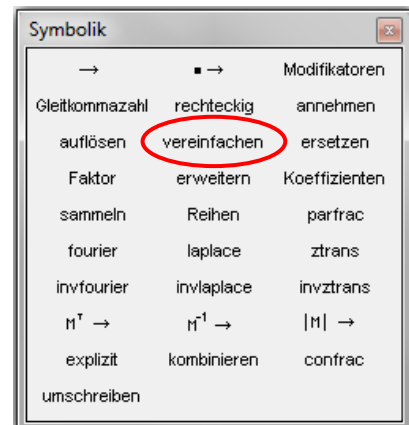 Symbolik
→ ▪ → Modifikatoren
Gleitkommazahl rechteckig annehmen
auflösen vereinfachen ersetzen
Faktor erweitern Koeffizienten
sammeln Reihen parfrac
fourier laplace ztrans
invfourier invlaplace invztrans
Mᵀ → M⁻¹ → |M| →
explizit kombinieren confrac
umschreiben